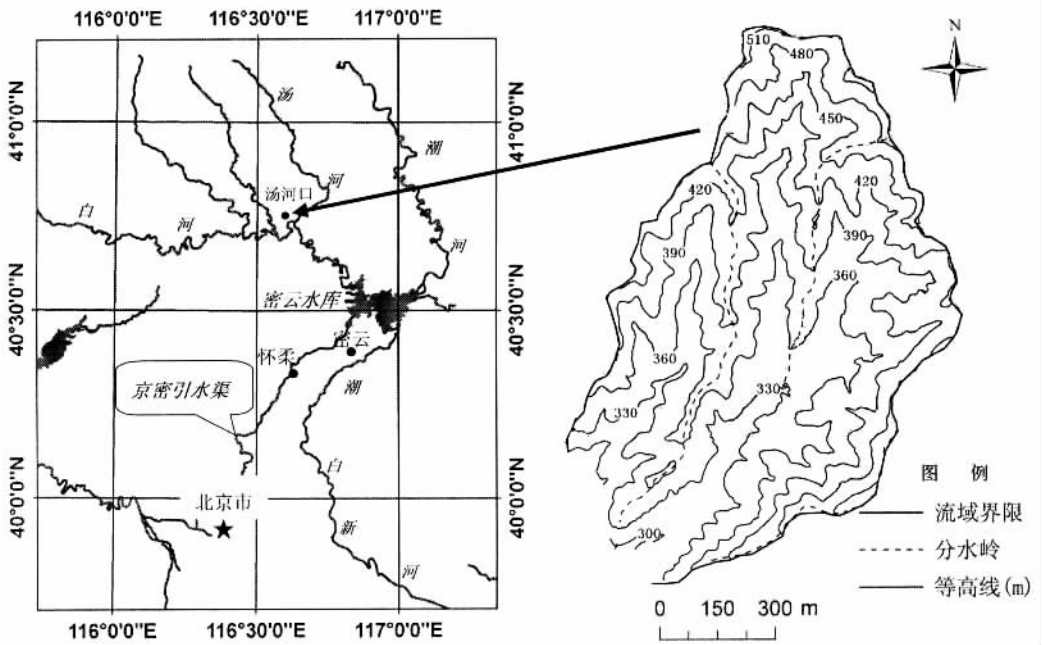 116°0'0"E 116°30'0"E 117°0'0"E
41°0'0"N
40°30'0"N
40°0'0"N
汤
河
潮
河
汤河口
白
河
密云水库
密云
怀柔
京密引水渠
潮
白
新
河
北京市
41°0'0"N
40°30'0"N
40°0'0"N
116°0'0"E 116°30'0"E 117°0'0"E
N
510
480
450
420
420
390
390
360
360
330
330
300
图 例
流域界限
分水岭
等高线(m)
0 150 300 m